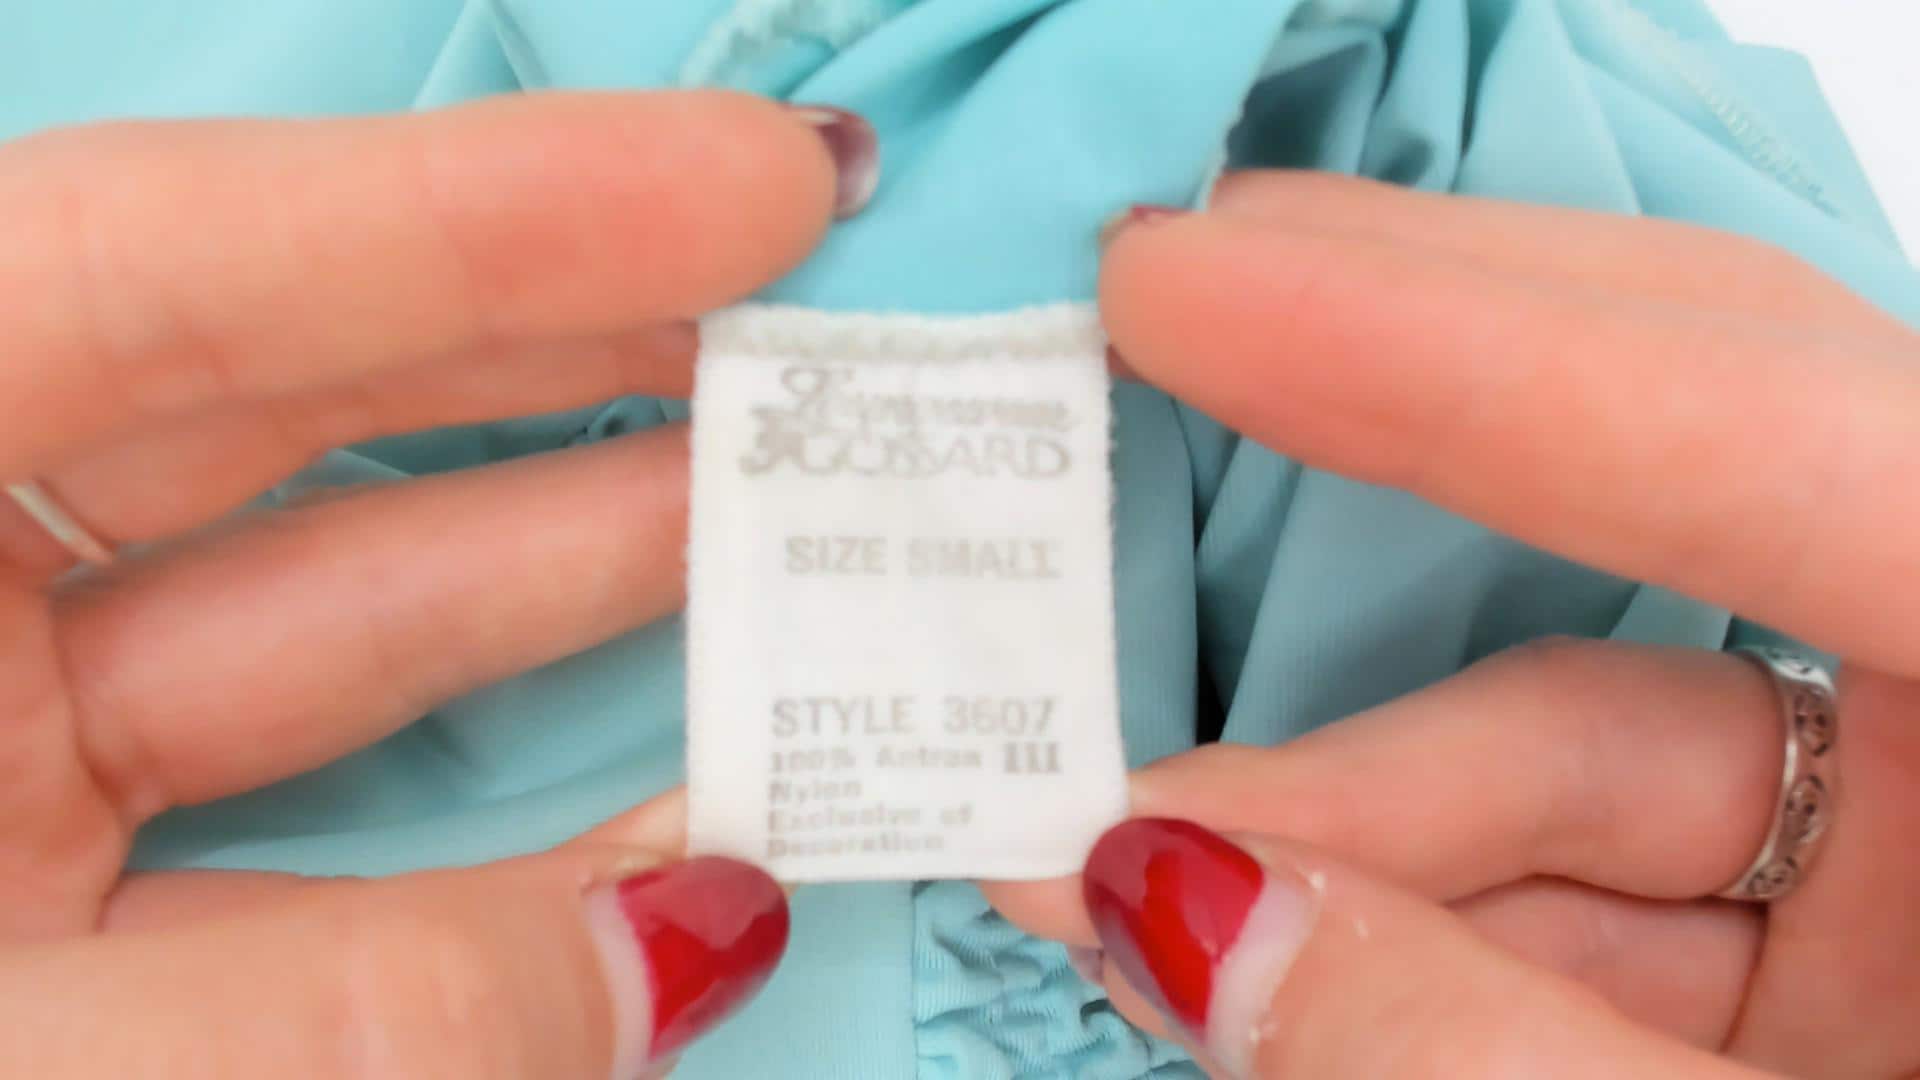 GOSSARD
SIZE SMALL
STYLE 3607
100% Antron III
Nylon
Exclusive of
Decoration